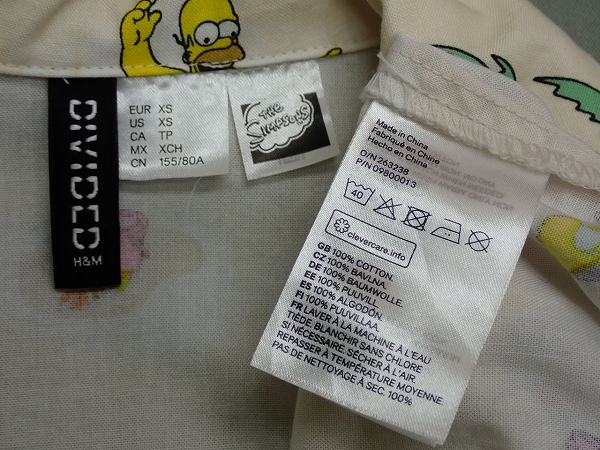 DIVIDED
H&M
EUR XS
US XS
CA TP
MX XCH
CN 155/80A
THE
SIMPSONS
Made in China
Fabriqué en Chine
Hecho en China
O/N 263238
P/N 09800013
40
clevercare.info
GB 100% COTTON.
CZ 100% BAVLNA.
DE 100% BAUMWOLLE.
EE 100% PUUVILL.
ES 100% ALGODÓN.
FI 100% PUUVILLAA.
FR LAVER À LA MACHINE À L'EAU
TIÈDE. BLANCHIR SANS CHLORE
SI NÉCESSAIRE. SÉCHER À L'AIR.
REPASSER À TEMPÉRATURE MOYENNE.
PAS DE NETTOYAGE À SEC. 100%